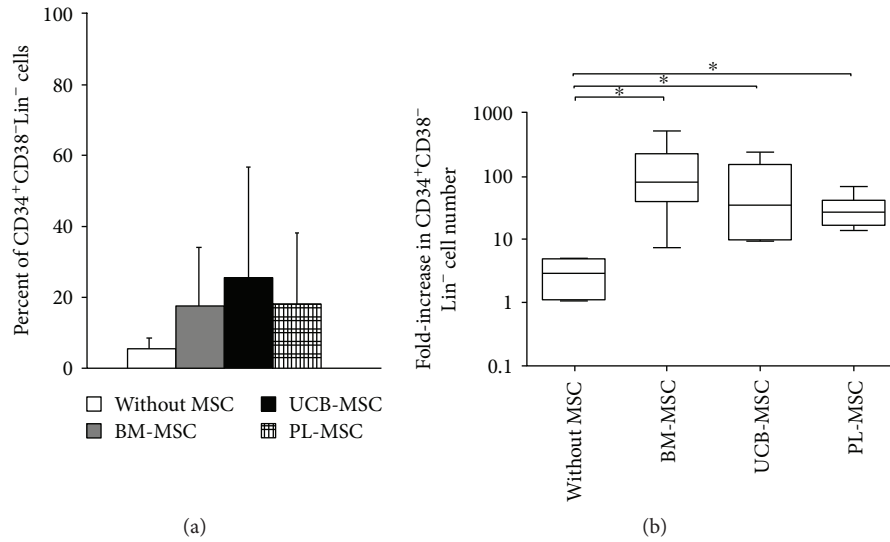 100
80
60
40
20
0
Percent of CD34⁺CD38⁻Lin⁻ cells
Without MSC
UCB-MSC
BM-MSC
PL-MSC
(a)
*
*
*
1000
100
10
1
0.1
Fold-increase in CD34⁺CD38⁻
Lin⁻ cell number
Without MSC
BM-MSC
UCB-MSC
PL-MSC
(b)